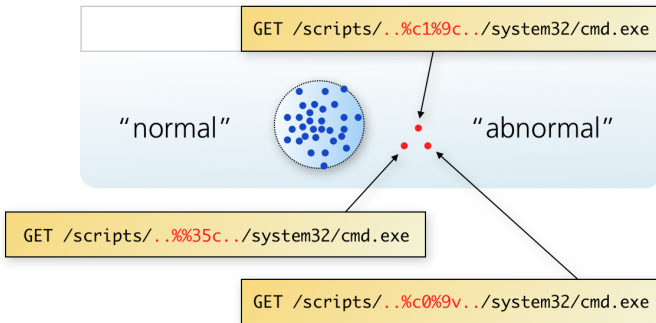 GET /scripts/..%c1%9c../system32/cmd.exe
“normal”
“abnormal”
GET /scripts/..%%35c../system32/cmd.exe
GET /scripts/..%c0%9v../system32/cmd.exe